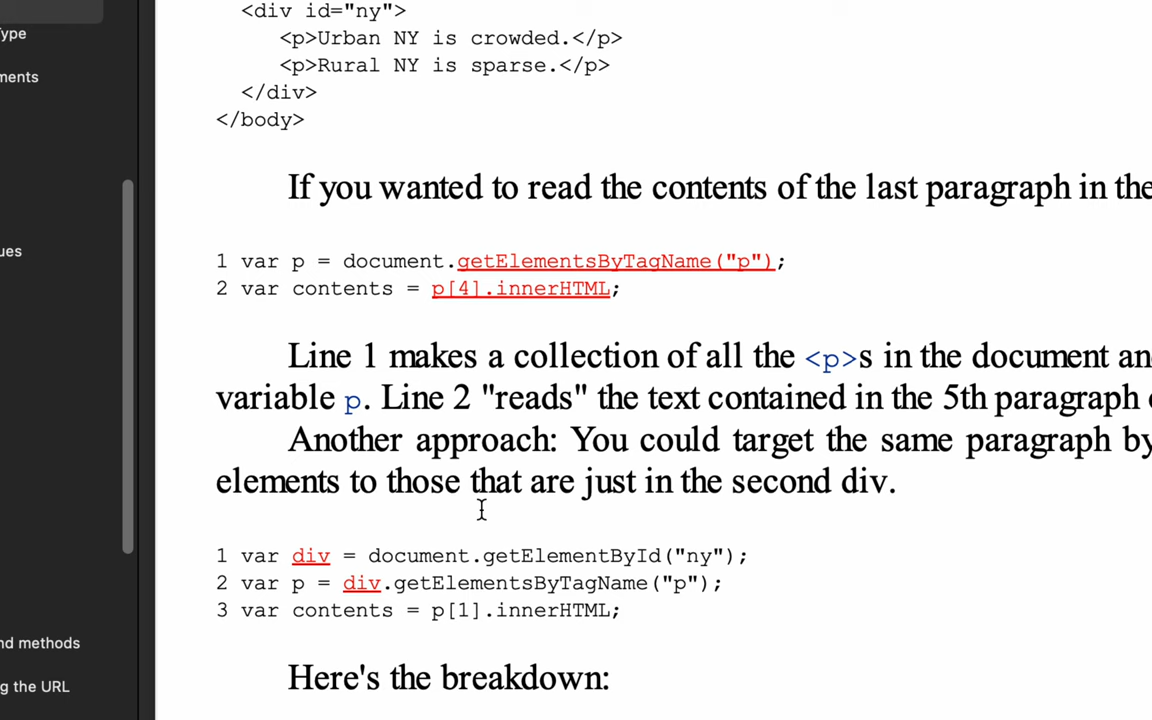 <div id="ny">
<p>Urban NY is crowded.</p>
<p>Rural NY is sparse.</p>
</div>
</body>
If you wanted to read the contents of the last paragraph in the
1 var p = document.getElementsByTagName("p");
2 var contents = p[4].innerHTML;
Line 1 makes a collection of all the <p>s in the document an
variable p. Line 2 "reads" the text contained in the 5th paragraph
Another approach: You could target the same paragraph by
elements to those that are just in the second div.
1 var div = document.getElementById("ny");
2 var p = div.getElementsByTagName("p");
3 var contents = p[1].innerHTML;
Here's the breakdown:
ype
ments
ues
nd methods
g the URL